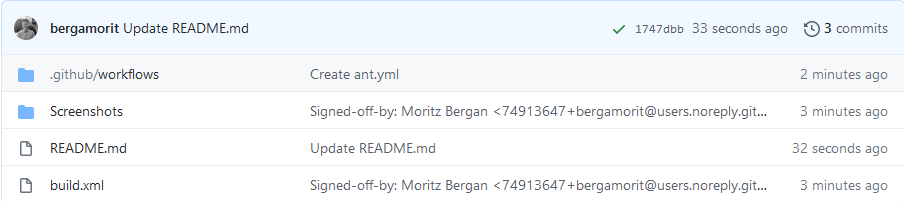 bergamorit Update README.md 1747dbb 33 seconds ago 3 commits
.github/workflows Create ant.yml 2 minutes ago
Screenshots Signed-off-by: Moritz Bergan <74913647+bergamorit@users.noreply.git... 3 minutes ago
README.md Update README.md 32 seconds ago
build.xml Signed-off-by: Moritz Bergan <74913647+bergamorit@users.noreply.git... 3 minutes ago